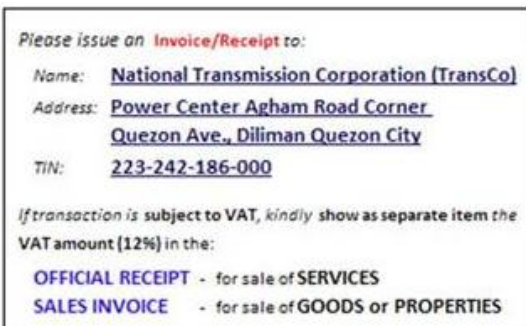 Please issue an Invoice/Receipt to:
Name: National Transmission Corporation (TransCo)
Address: Power Center Agham Road Corner
Quezon Ave., Diliman Quezon City
TIN: 223-242-186-000
If transaction is subject to VAT, kindly show as separate item the
VAT amount (12%) in the:
OFFICIAL RECEIPT - for sale of SERVICES
SALES INVOICE - for sale of GOODS or PROPERTIES